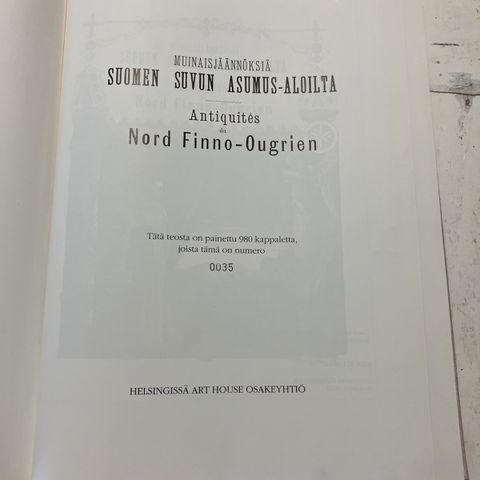 MUINAISJÄÄNNÖKSIÄ
SUOMEN SUVUN ASUMUS-ALOILTA
Antiquités
du
Nord Finno-Ougrien
Tätä teosta on painettu 980 kappaletta,
joista tämä on numero
0035
HELSINGISSÄ ART HOUSE OSAKEYHTIÖ